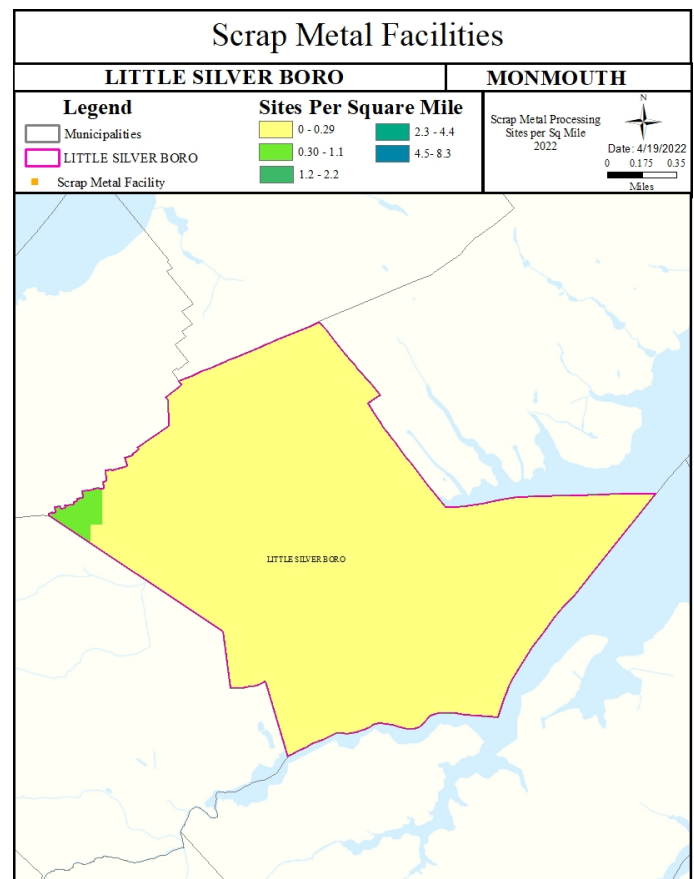 Scrap Metal Facilities
LITTLE SILVER BORO
MONMOUTH
Legend
Municipalities
LITTLE SILVER BORO
Scrap Metal Facility
Sites Per Square Mile
0 - 0.29
0.30 - 1.1
1.2 - 2.2
2.3 - 4.4
4.5- 8.3
Scrap Metal Processing
Sites per Sq Mile
2022
N
Date: 4/19/2022
0 0.175 0.35
Miles
LITTLE SILVER BORO